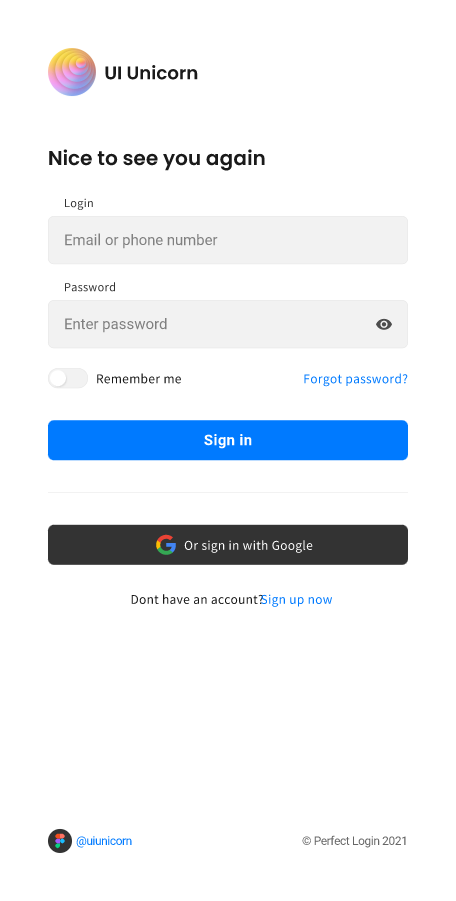 UI Unicorn
Nice to see you again
Login
Email or phone number
Password
Enter password
Remember me
Forgot password?
Sign in
Or sign in with Google
Dont have an account?Sign up now
@uiunicorn
© Perfect Login 2021